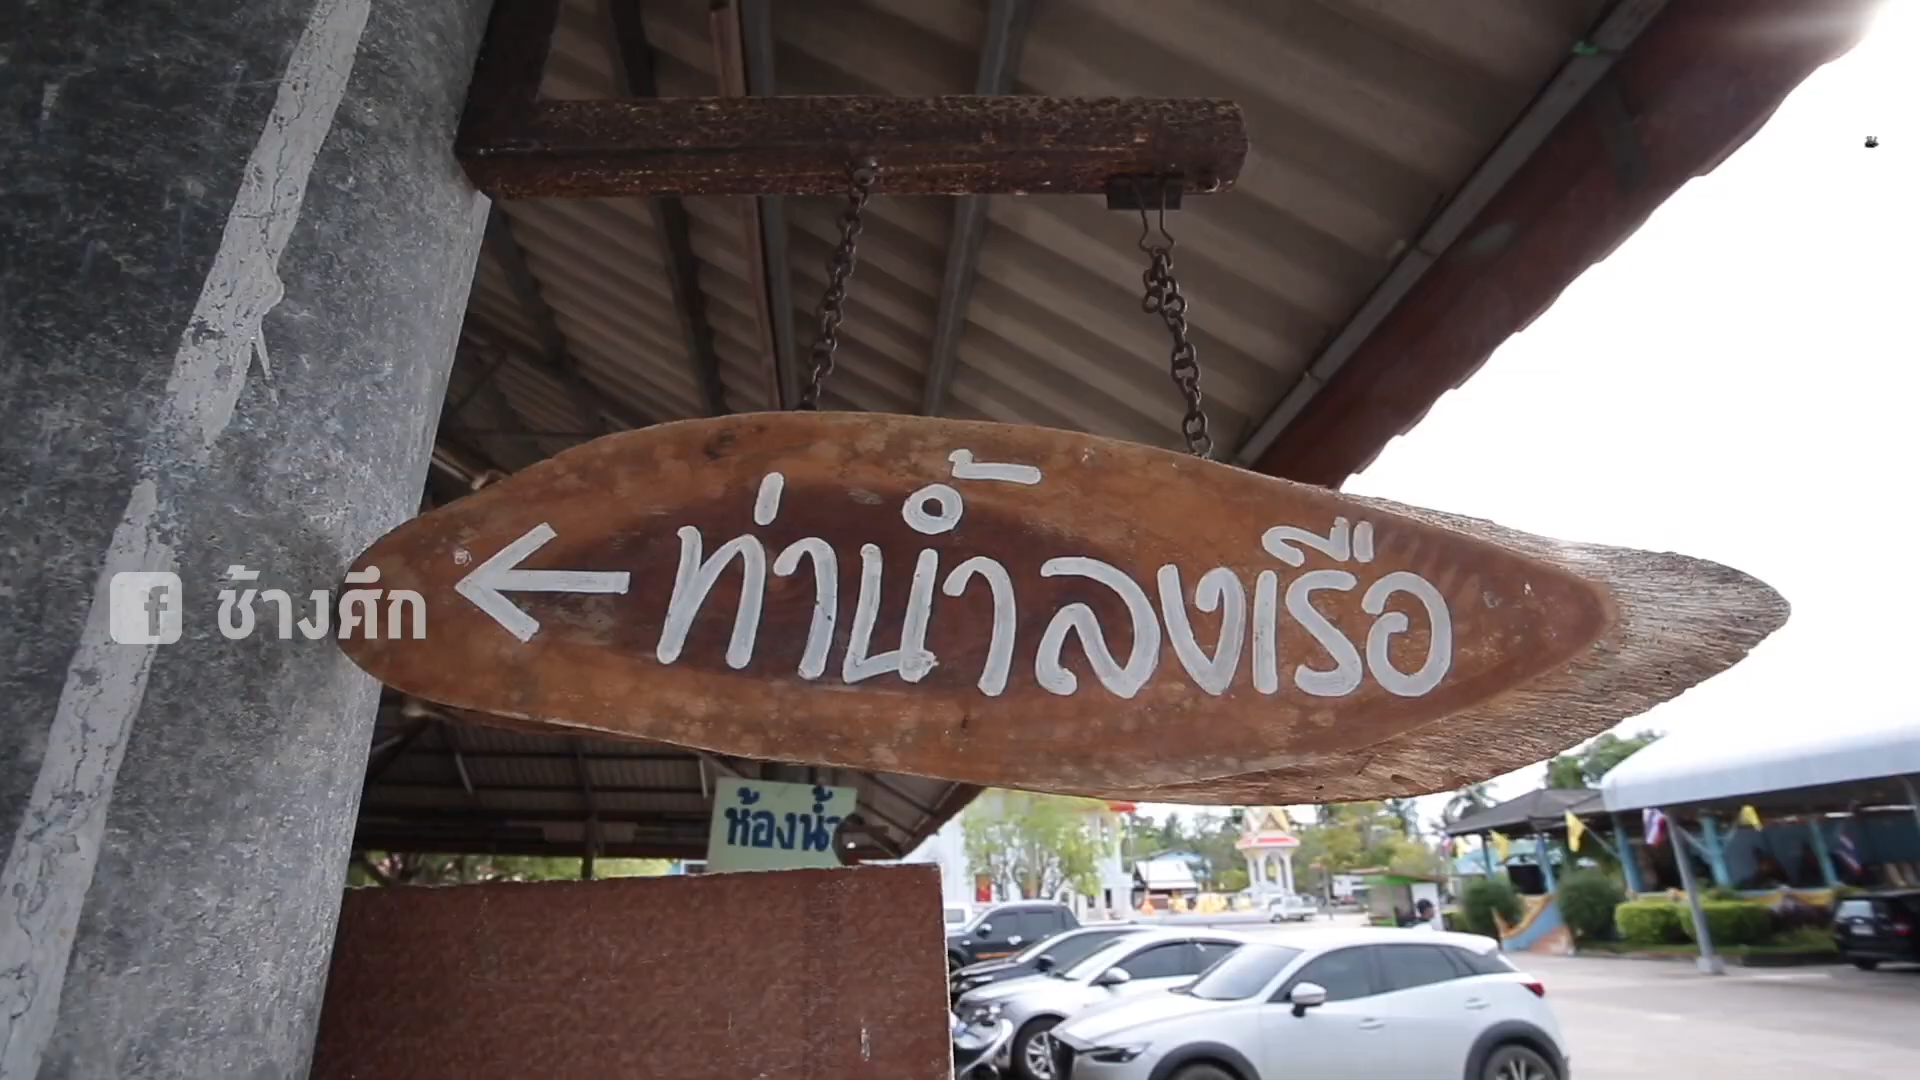 ← ท่าน้ำลงเรือ
f ช้างศึก
ห้องน้ำ